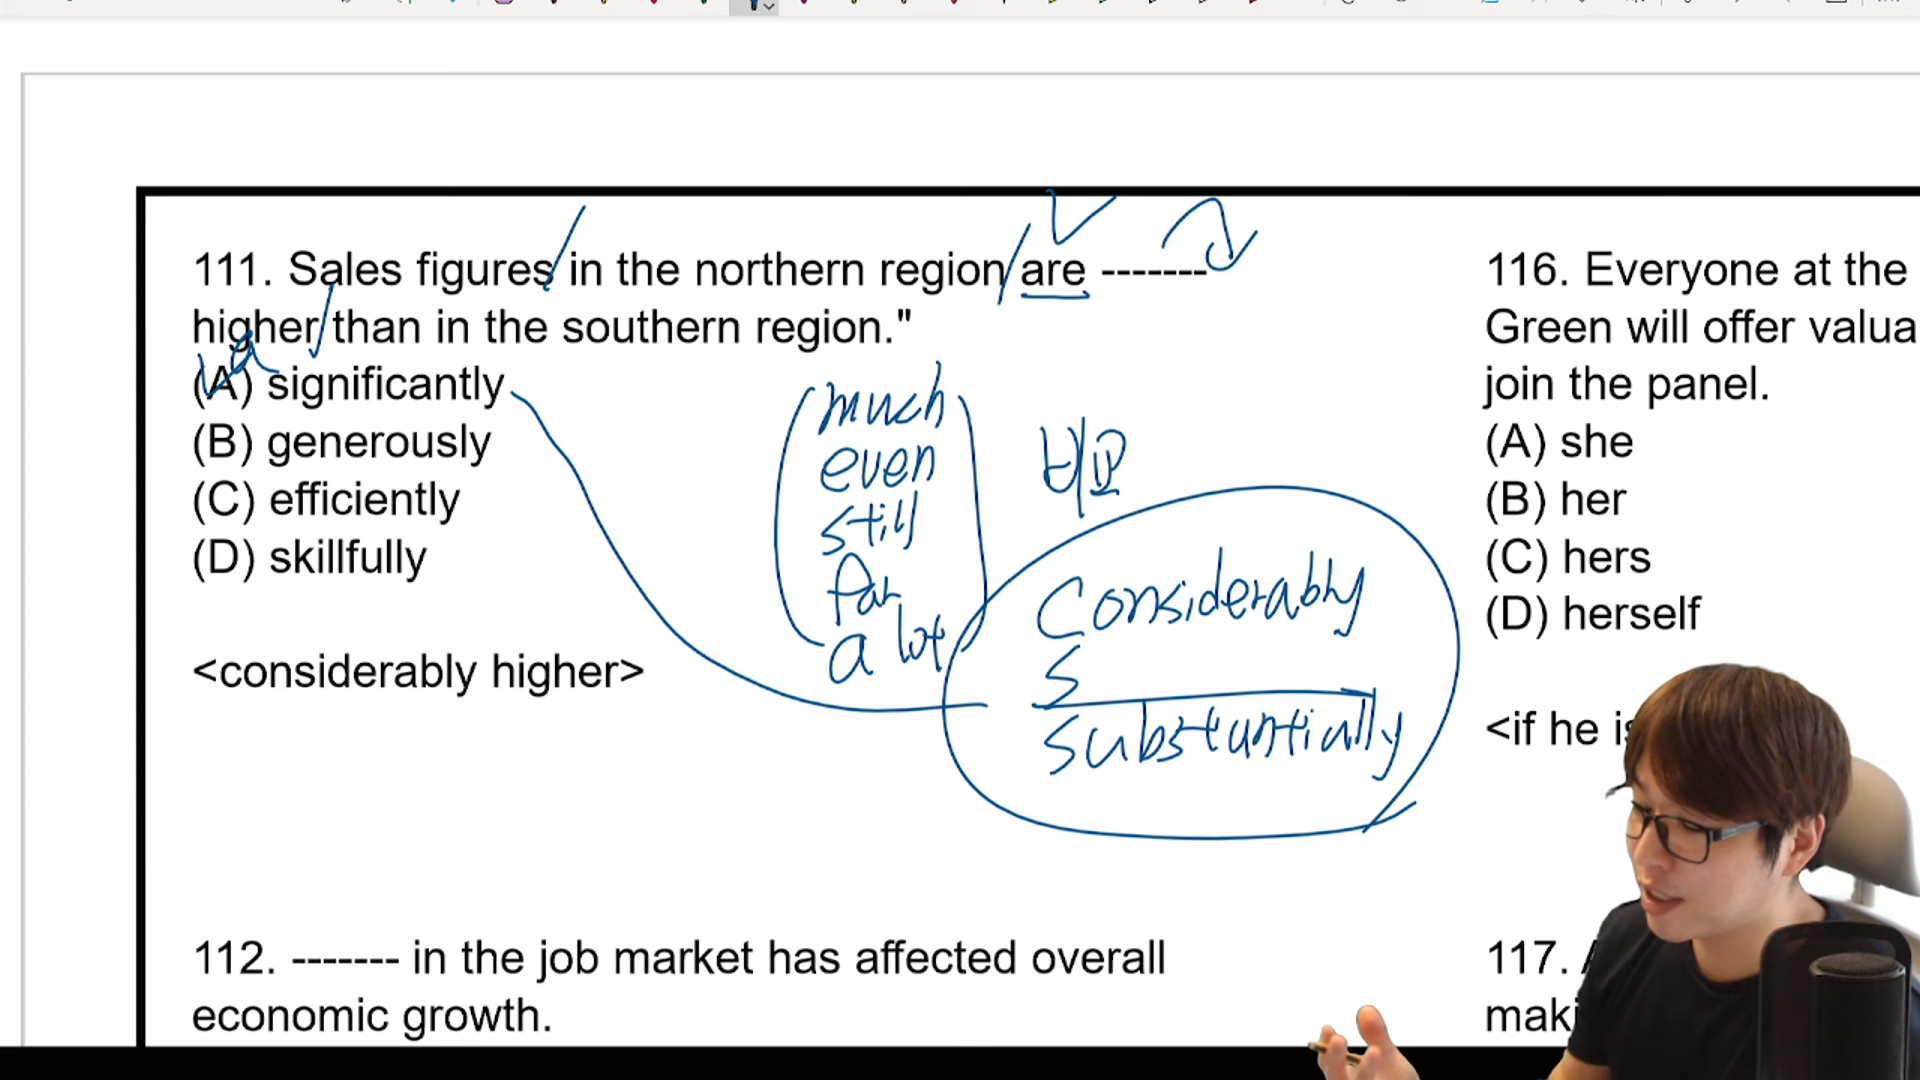 111. Sales figures in the northern region are -------
higher than in the southern region."
(A) significantly
(B) generously
(C) efficiently
(D) skillfully
<considerably higher>
much
even
still
far
a lot
considerably
S
substantially
112. ------- in the job market has affected overall
economic growth.
116. Everyone at the
Green will offer valua
join the panel.
(A) she
(B) her
(C) hers
(D) herself
<if he is
117.
maki